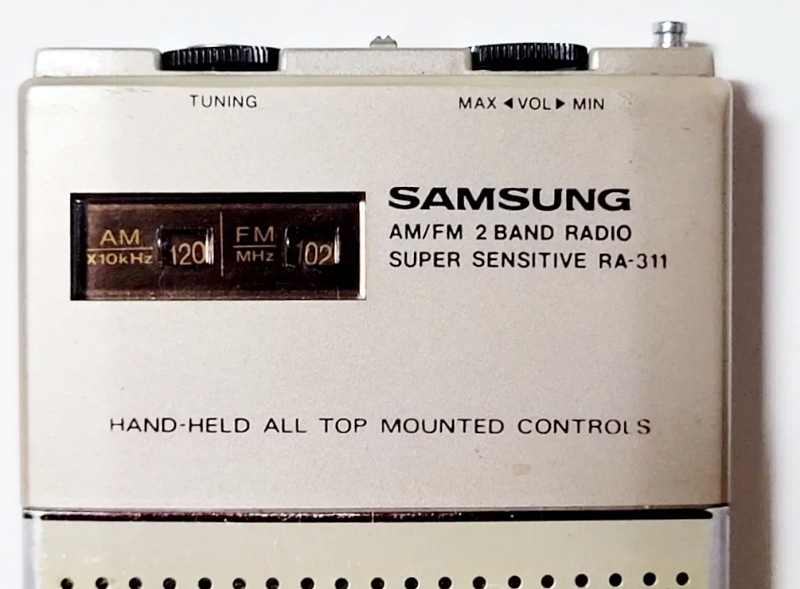 TUNING
MAX ◀ VOL ▶ MIN
SAMSUNG
AM/FM 2 BAND RADIO
SUPER SENSITIVE RA-311
AM
X10kHz
120
FM
MHz
102
HAND-HELD ALL TOP MOUNTED CONTROLS